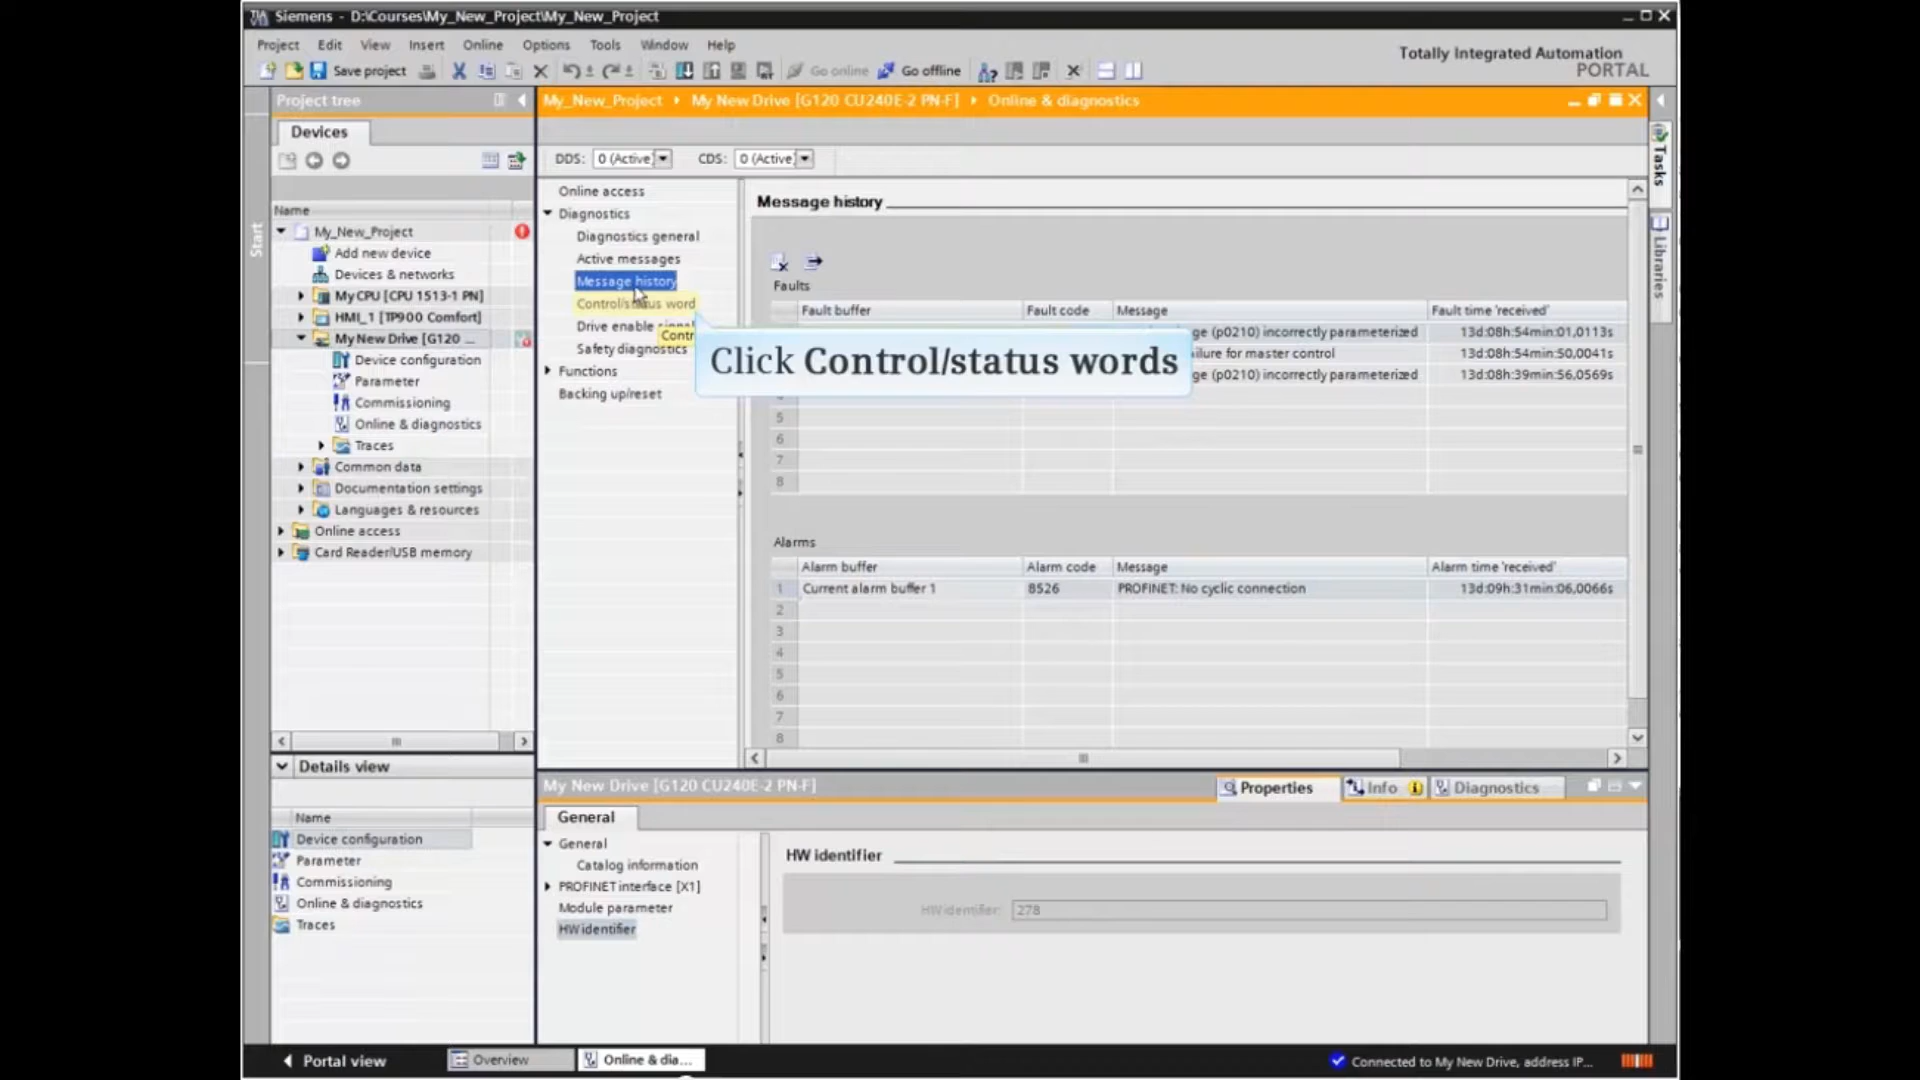 Siemens - D:\Courses\My_New_Project\My_New_Project
Project Edit View Insert Online Options Tools Window Help
Totally Integrated Automation
PORTAL
Save project Go online Go offline
Project tree
My_New_Project My New Drive [G120 CU240E-2 PN-F] Online & diagnostics
Devices
DDS: 0 (Active) CDS: 0 (Active)
Name
My_New_Project
Add new device
Devices & networks
My CPU [CPU 1513-1 PN]
HMI_1 [TP900 Comfort]
My New Drive [G120 ...
Device configuration
Parameter
Commissioning
Online & diagnostics
Traces
Common data
Documentation settings
Languages & resources
Online access
Card Reader/USB memory
Start
Online access
Diagnostics
Diagnostics general
Active messages
Message history
Control/status word
Drive enable signal
Contr
Safety diagnostics
Functions
Backing up/reset
Click Control/status words
Message history
Faults
Fault buffer Fault code Message Fault time 'received'
ge (p0210) incorrectly parameterized 13d:08h:54min:01,0113s
ilure for master control 13d:08h:54min:50,0041s
ge (p0210) incorrectly parameterized 13d:08h:39min:56,0569s
5
6
7
8
Alarms
Alarm buffer Alarm code Message Alarm time 'received'
1 Current alarm buffer 1 8526 PROFINET: No cyclic connection 13d:09h:31min:06,0066s
2
3
4
5
6
7
8
Tasks
Libraries
Details view
Name
Device configuration
Parameter
Commissioning
Online & diagnostics
Traces
My New Drive [G120 CU240E-2 PN-F]
Properties Info Diagnostics
General
General
Catalog information
PROFINET interface [X1]
Module parameter
HW identifier
HW identifier
HW identifier: 278
Portal view Overview Online & dia...
Connected to My New Drive, address IP...